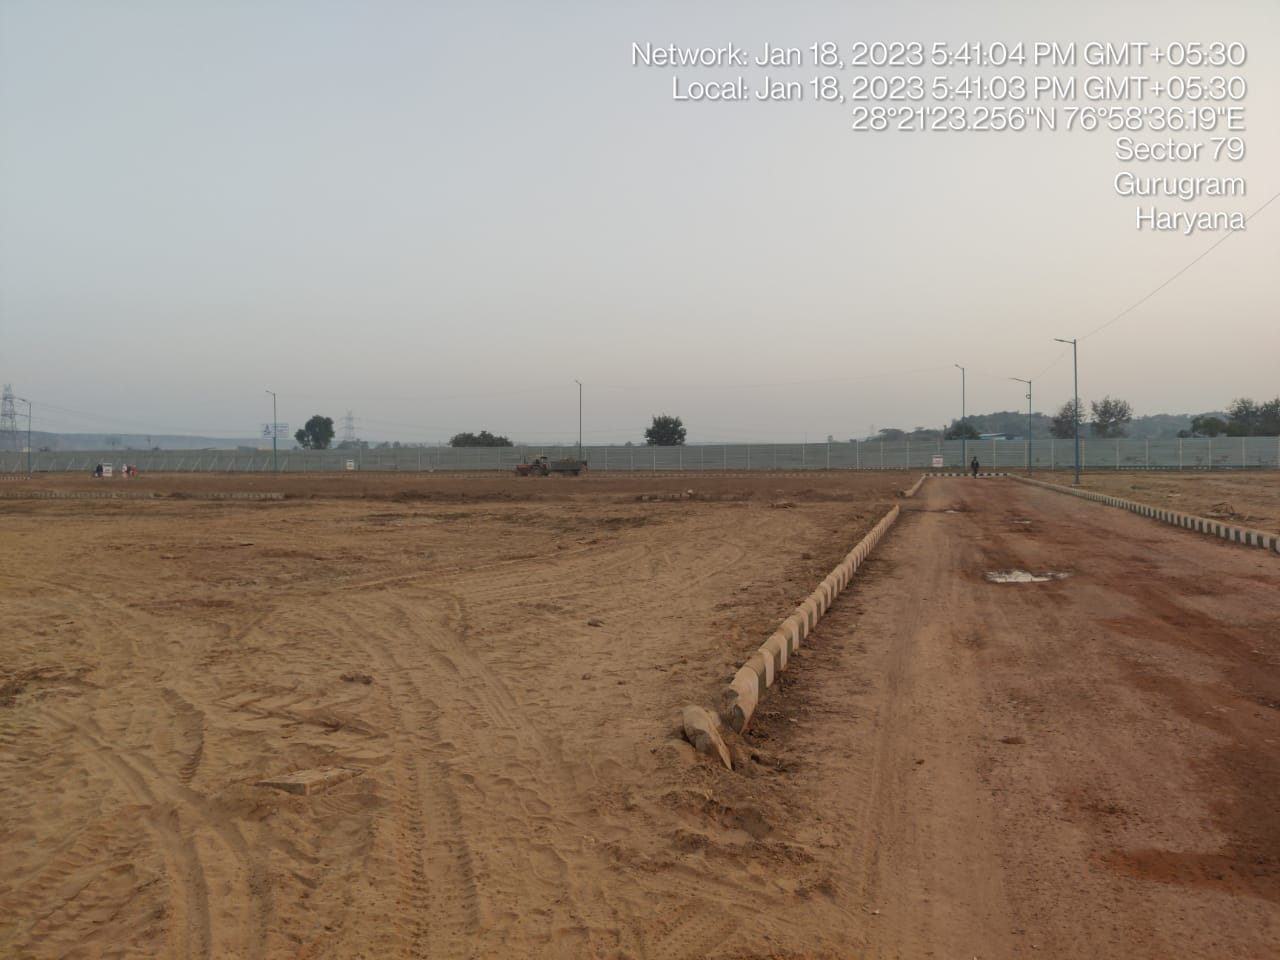 Network: Jan 18, 2023 5:41:04 PM GMT+05:30
Local: Jan 18, 2023 5:41:03 PM GMT+05:30
28°21'23.256"N 76°58'36.19"E
Sector 79
Gurugram
Haryana